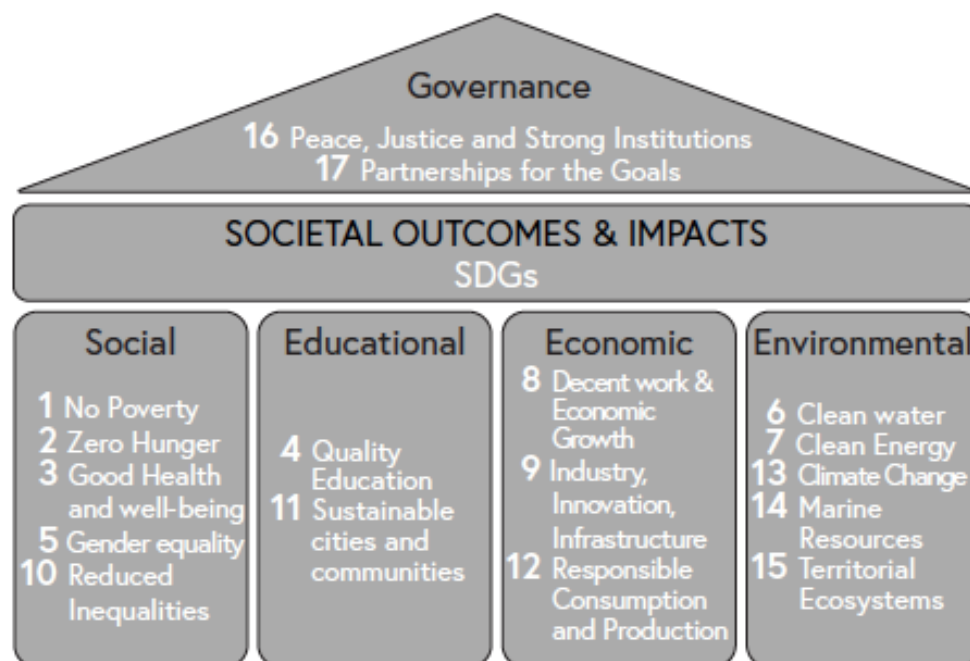 Governance
16 Peace, Justice and Strong Institutions
17 Partnerships for the Goals
SOCIETAL OUTCOMES & IMPACTS
SDGs
Social
1 No Poverty
2 Zero Hunger
3 Good Health
and well-being
5 Gender equality
10 Reduced
Inequalities
Educational
4 Quality
Education
11 Sustainable
cities and
communities
Economic
8 Decent work &
Economic
Growth
9 Industry,
Innovation,
Infrastructure
12 Responsible
Consumption
and Production
Environmental
6 Clean water
7 Clean Energy
13 Climate Change
14 Marine
Resources
15 Territorial
Ecosystems